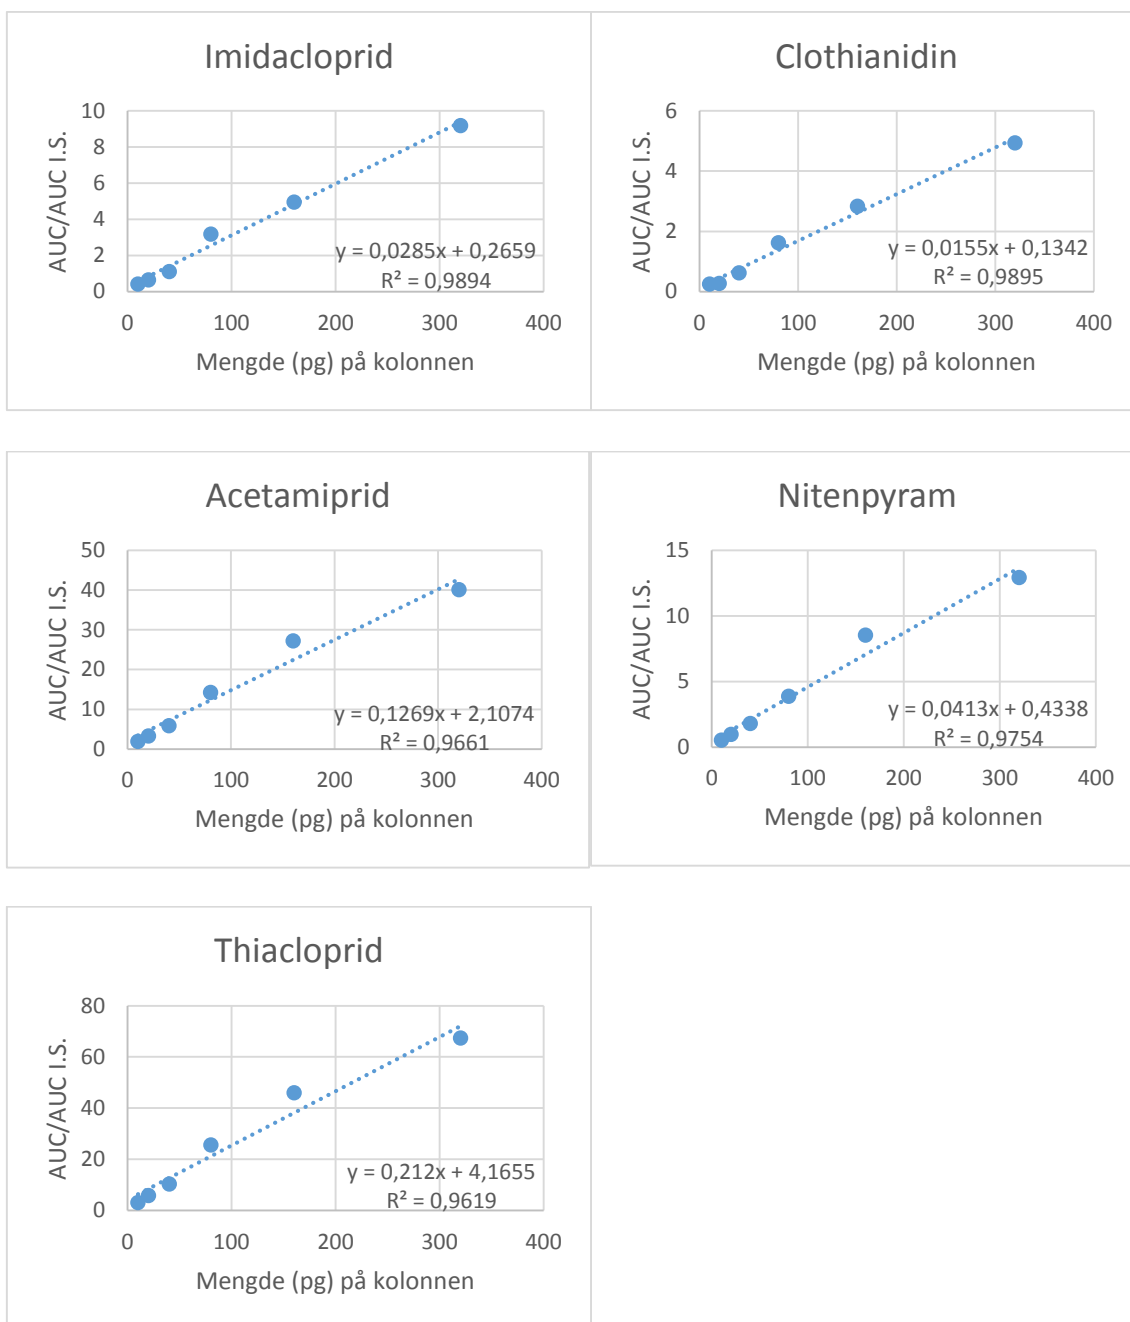 Imidacloprid
AUC/AUC I.S.
10
8
6
4
2
0
y = 0,0285x + 0,2659
R² = 0,9894
0 100 200 300 400
Mengde (pg) på kolonnen
Clothianidin
AUC/AUC I.S.
6
4
2
0
y = 0,0155x + 0,1342
R² = 0,9895
0 100 200 300 400
Mengde (pg) på kolonnen
Acetamiprid
AUC/AUC I.S.
50
40
30
20
10
0
y = 0,1269x + 2,1074
R² = 0,9661
0 100 200 300 400
Mengde (pg) på kolonnen
Nitenpyram
AUC/AUC I.S.
15
10
5
0
y = 0,0413x + 0,4338
R² = 0,9754
0 100 200 300 400
Mengde (pg) på kolonnen
Thiacloprid
AUC/AUC I.S.
80
60
40
20
0
y = 0,212x + 4,1655
R² = 0,9619
0 100 200 300 400
Mengde (pg) på kolonnen